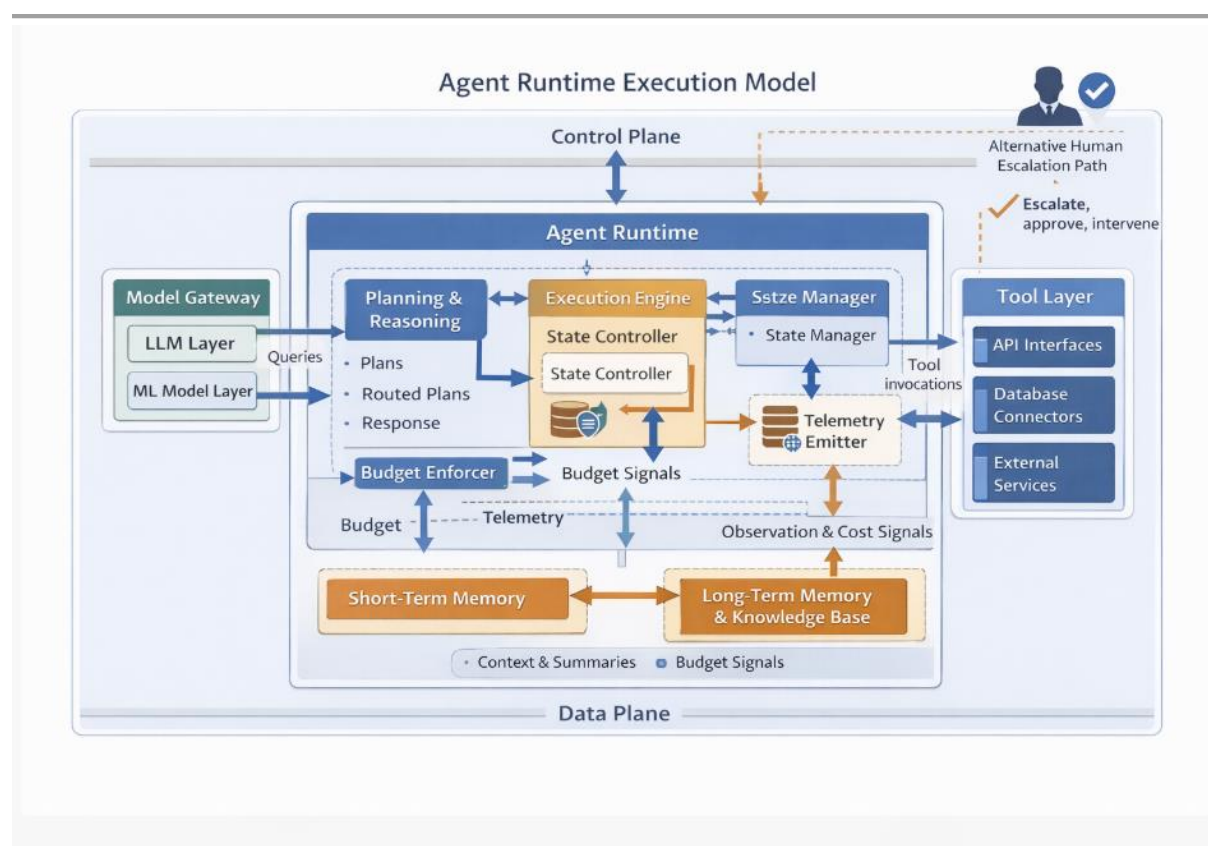 Agent Runtime Execution Model
Control Plane
Alternative Human
Escalation Path
Escalate,
approve, intervene
Agent Runtime
Model Gateway
LLM Layer
ML Model Layer
Queries
Planning &
Reasoning
• Plans
• Routed Plans
• Response
Execution Engine
State Controller
State Controller
Sstze Manager
• State Manager
Tool
invocations
Tool Layer
API Interfaces
Database
Connectors
External
Services
Telemetry
Emitter
Budget Enforcer
Budget Signals
Budget
Telemetry
Observation & Cost Signals
Short-Term Memory
Long-Term Memory
& Knowledge Base
• Context & Summaries
Budget Signals
Data Plane